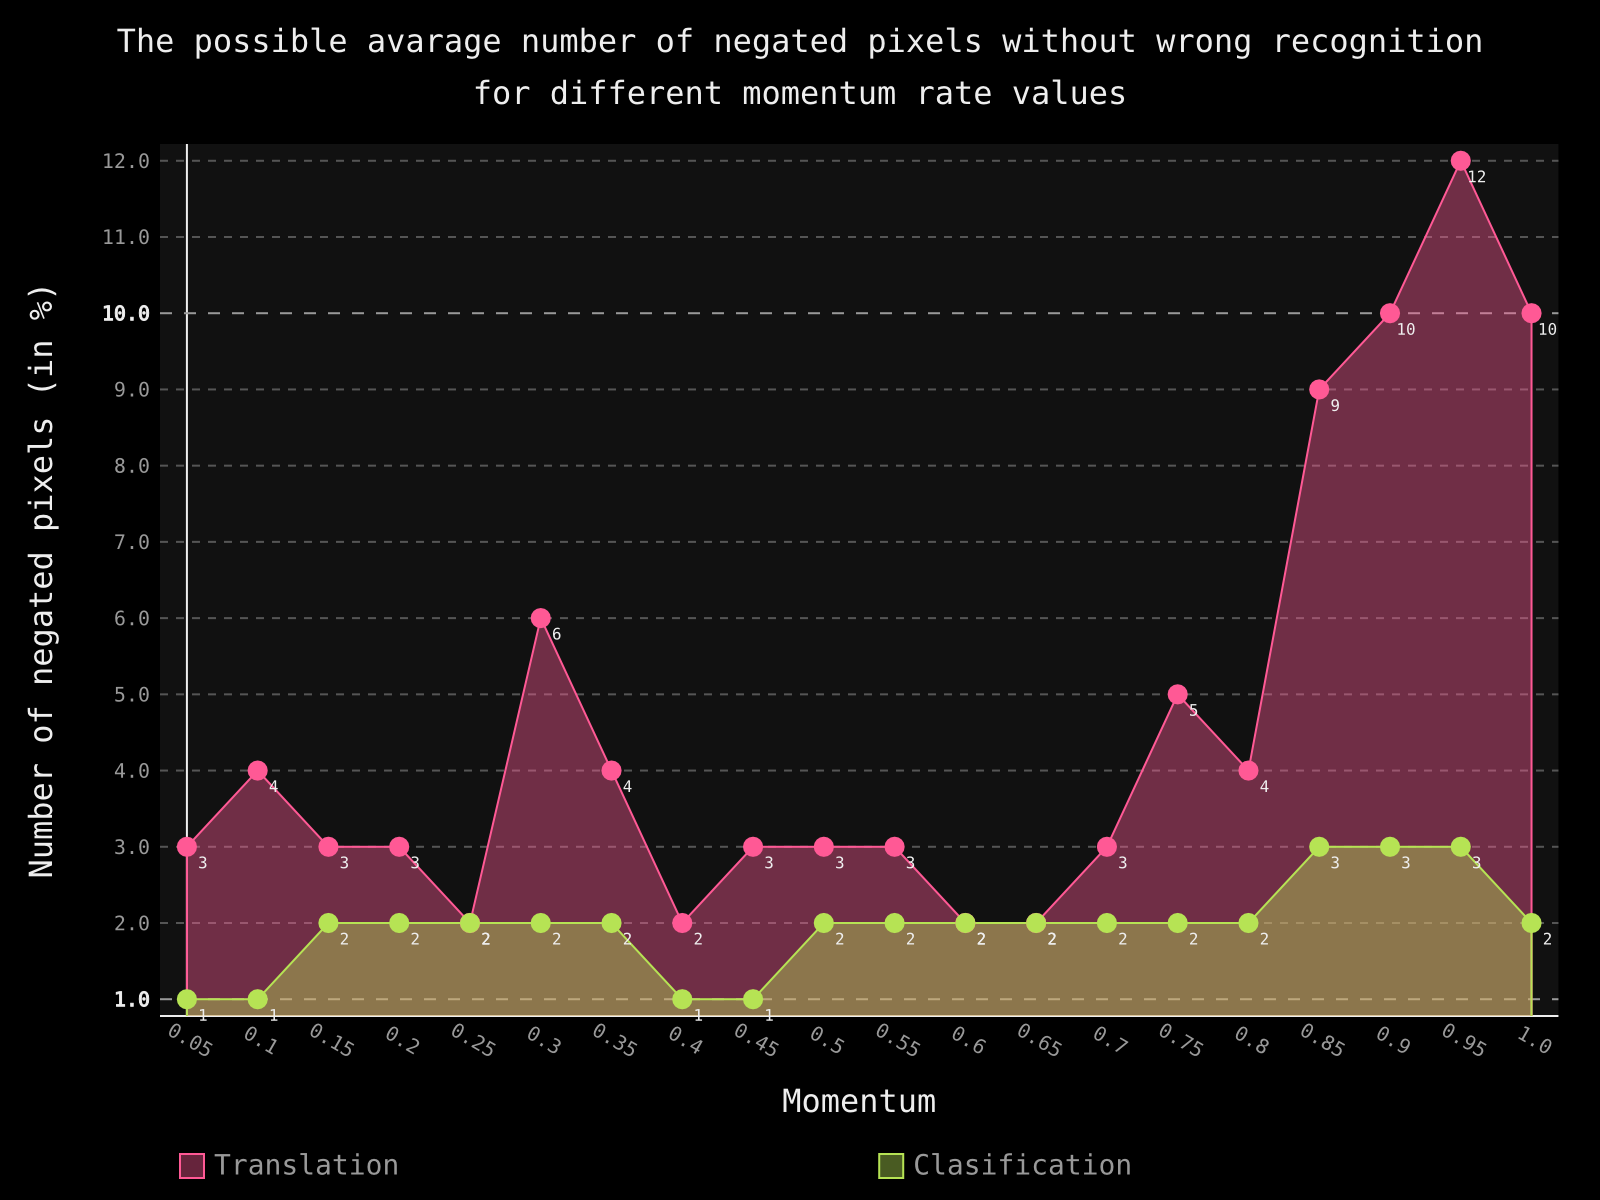 The possible avarage number of negated pixels without wrong recognition
for different momentum rate values
Number of negated pixels (in %)
12.0
11.0
10.0
9.0
8.0
7.0
6.0
5.0
4.0
3.0
2.0
1.0
3 4 3 3 2 6 4 2 3 3 3 2 2 3 5 4 9 10 12 10
1 1 2 2 2 2 2 1 1 2 2 2 2 2 2 2 3 3 3 2
0.05 0.1 0.15 0.2 0.25 0.3 0.35 0.4 0.45 0.5 0.55 0.6 0.65 0.7 0.75 0.8 0.85 0.9 0.95 1.0
Momentum
Translation
Clasification